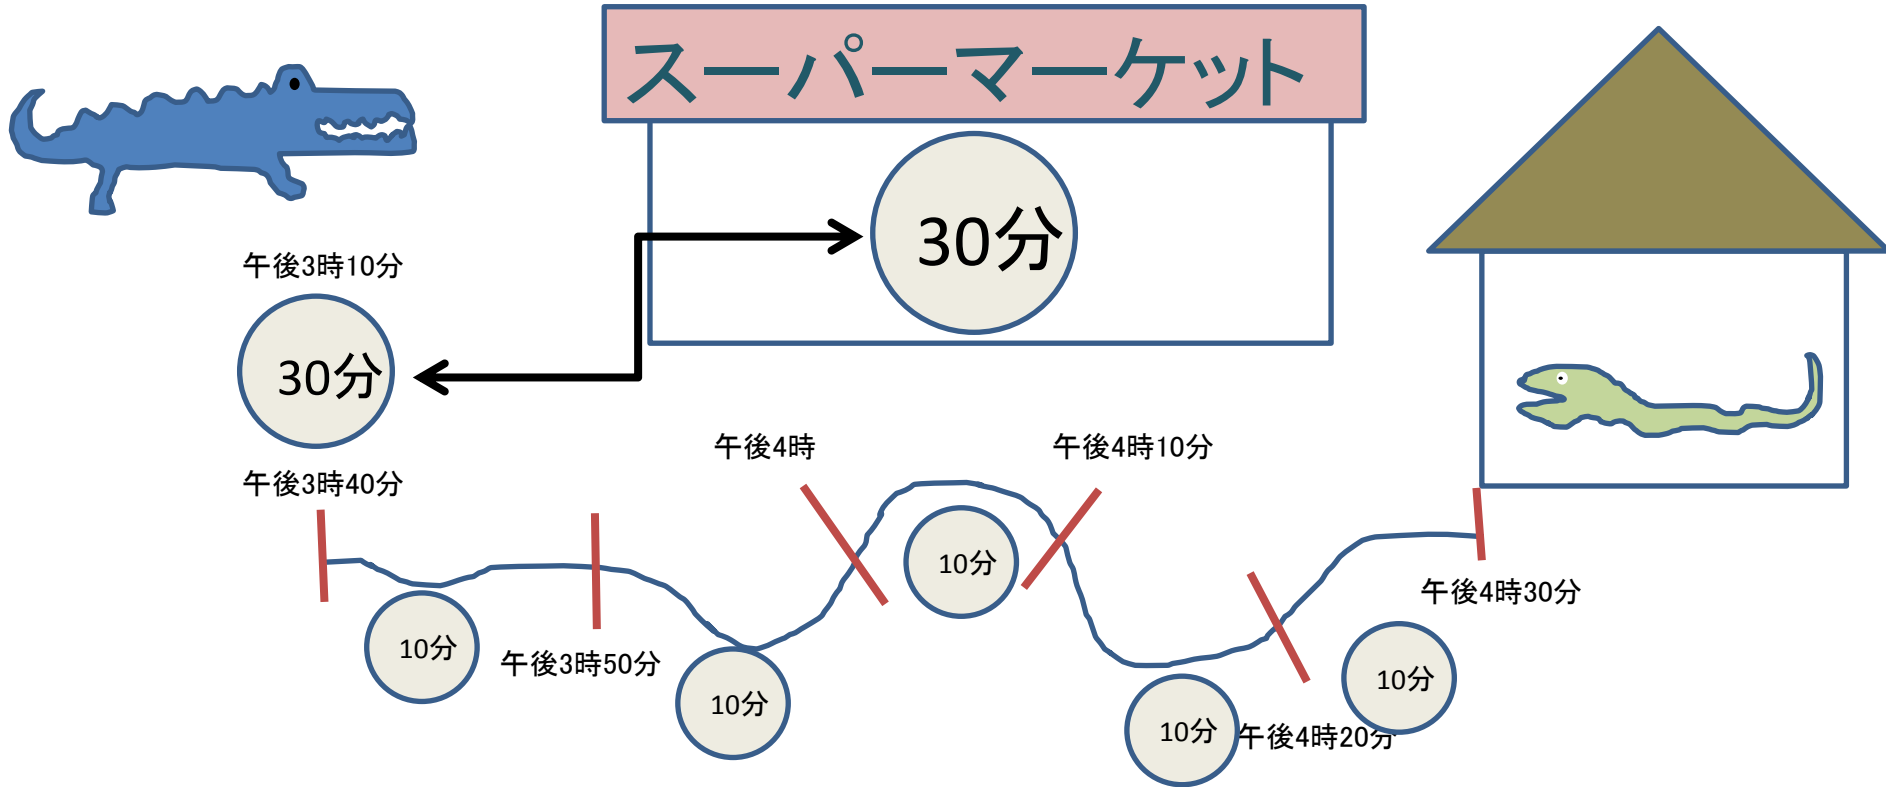 スーパーマーケット
30分
午後3時10分
30分
午後3時40分
午後4時
午後4時10分
10分
午後4時30分
10分
午後3時50分
10分
10分
10分
午後4時20分